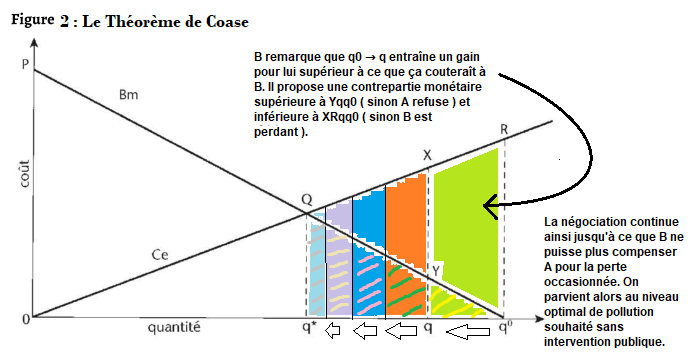 Figure 2 : Le Théorème de Coase
P
Bm
B remarque que q0 → q entraîne un gain
pour lui supérieur à ce que ça couterait à
B. Il propose une contrepartie monétaire
supérieure à Yqq0 ( sinon A refuse ) et
inférieure à XRqq0 ( sinon B est
perdant ).
R
X
Q
coût
Ce
Y
La négociation continue
ainsi jusqu'à ce que B ne
puisse plus compenser
A pour la perte
occasionnée. On
parvient alors au niveau
optimal de pollution
souhaité sans
intervention publique.
0
quantité
q*
q
q⁰